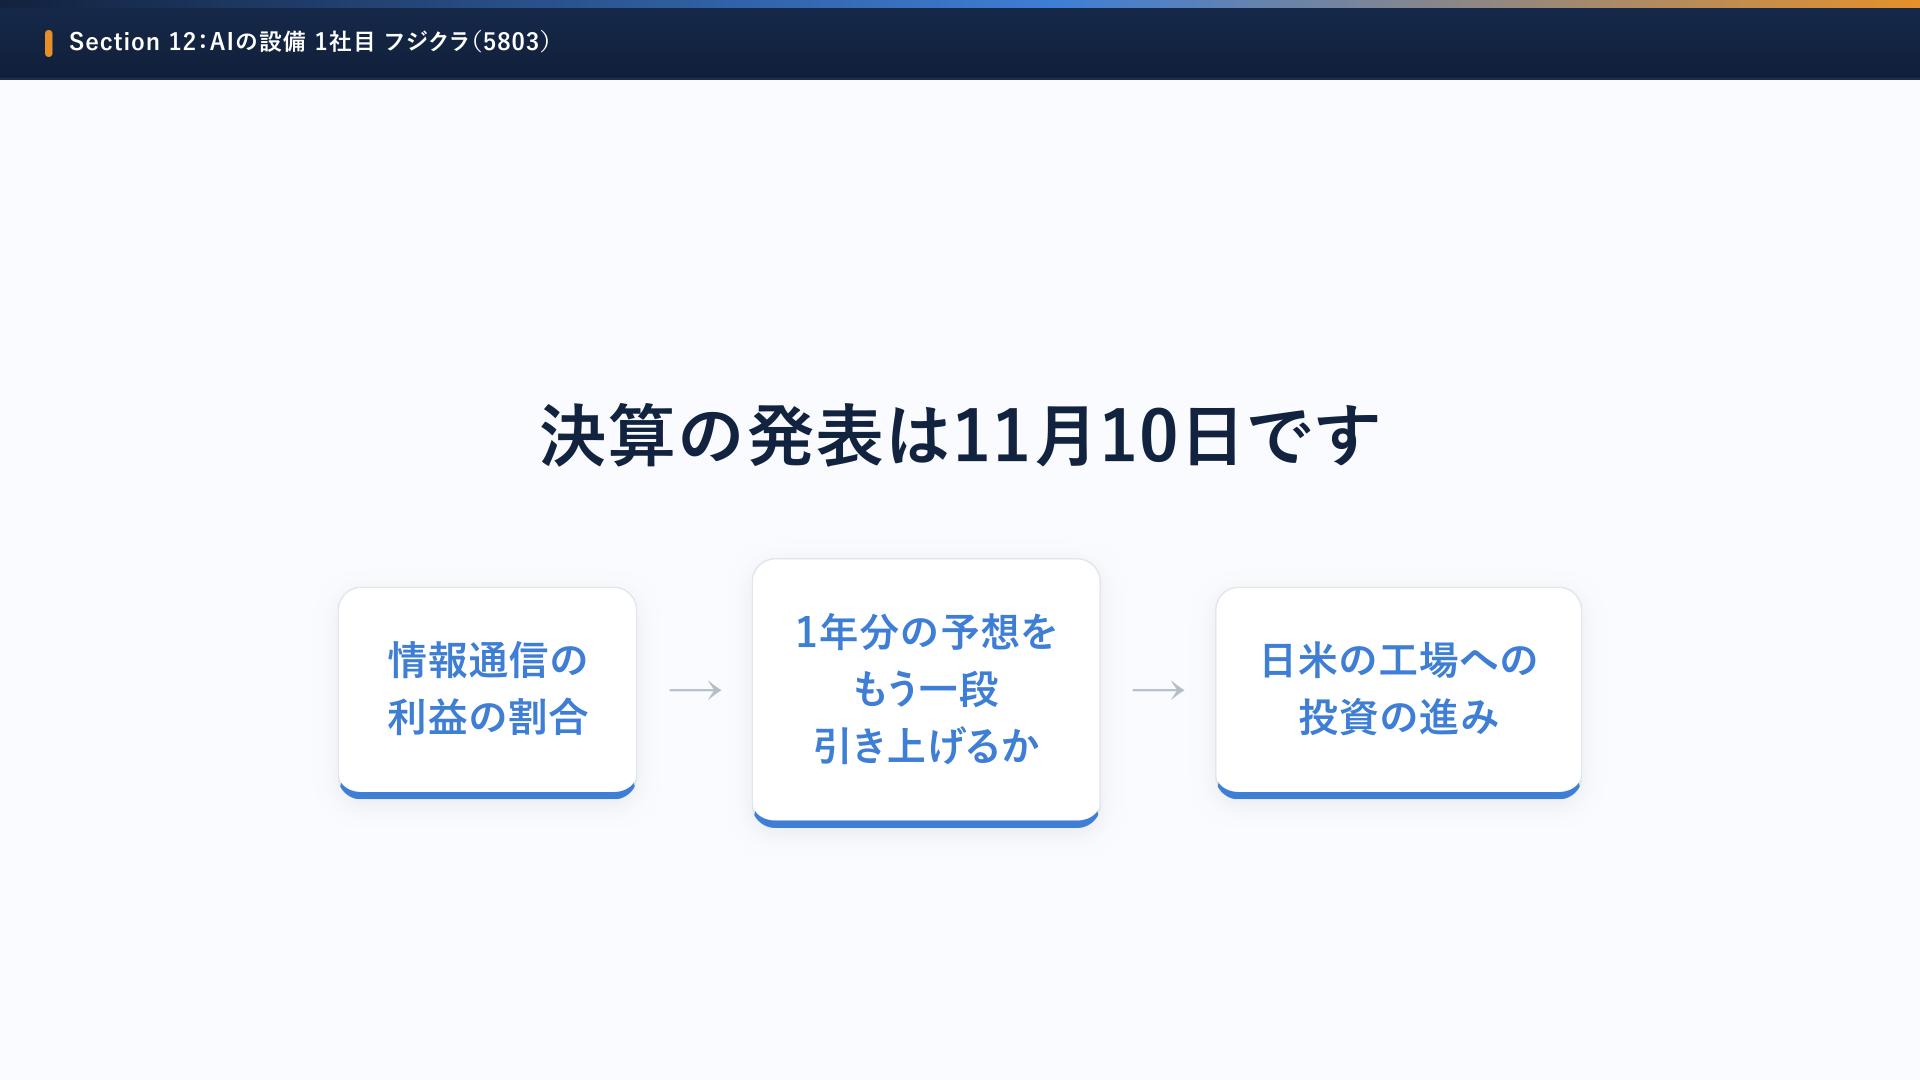 Section 12：AIの設備 1社目 フジクラ（5803）
決算の発表は11月10日です
情報通信の
利益の割合
→
1年分の予想を
もう一段
引き上げるか
→
日米の工場への
投資の進み